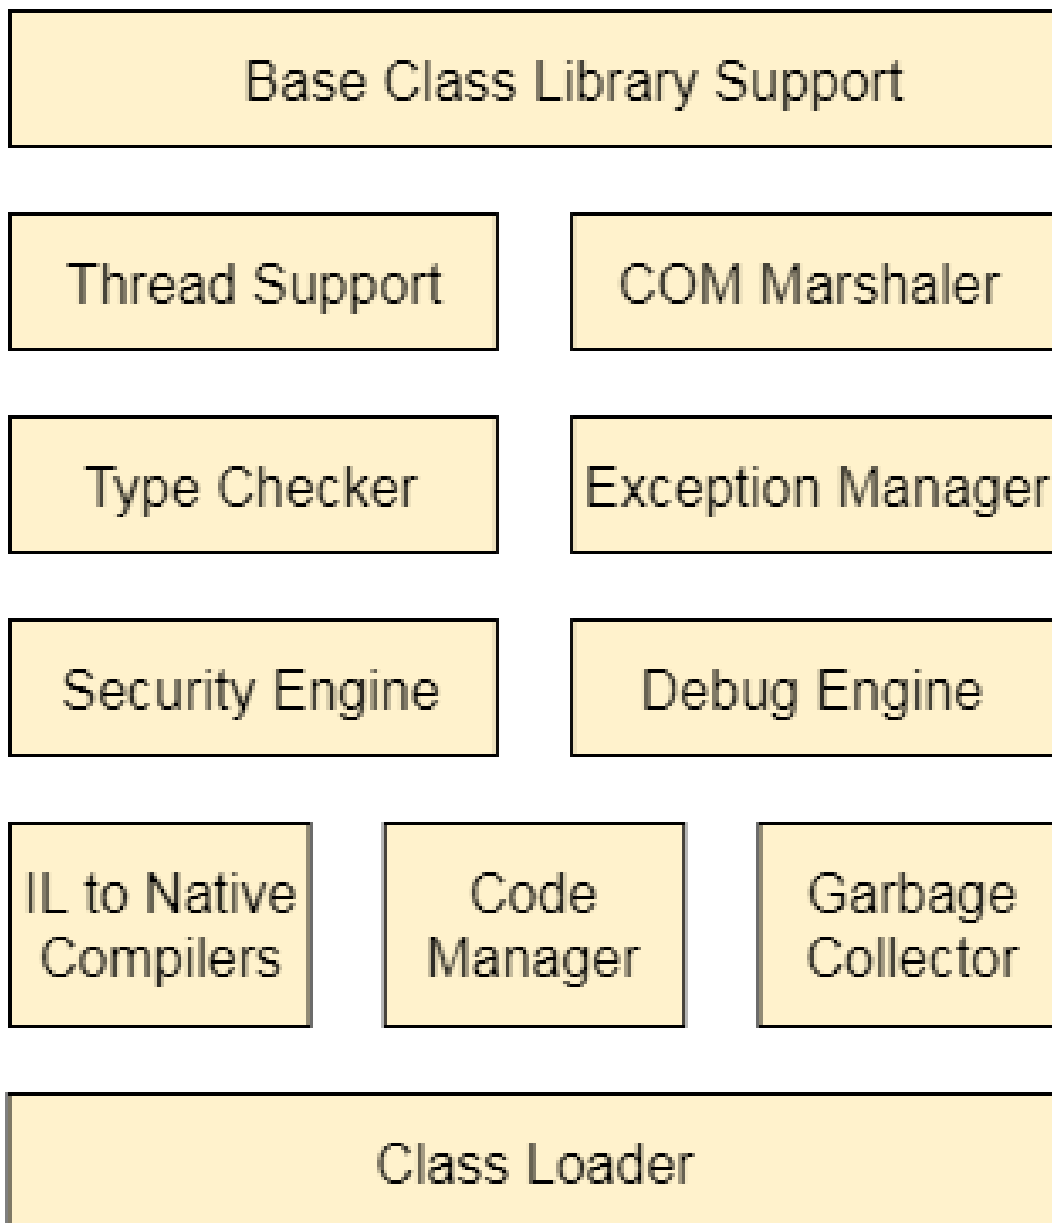 Base Class Library Support
Thread Support
COM Marshaler
Type Checker
Exception Manager
Security Engine
Debug Engine
IL to Native
Compilers
Code
Manager
Garbage
Collector
Class Loader